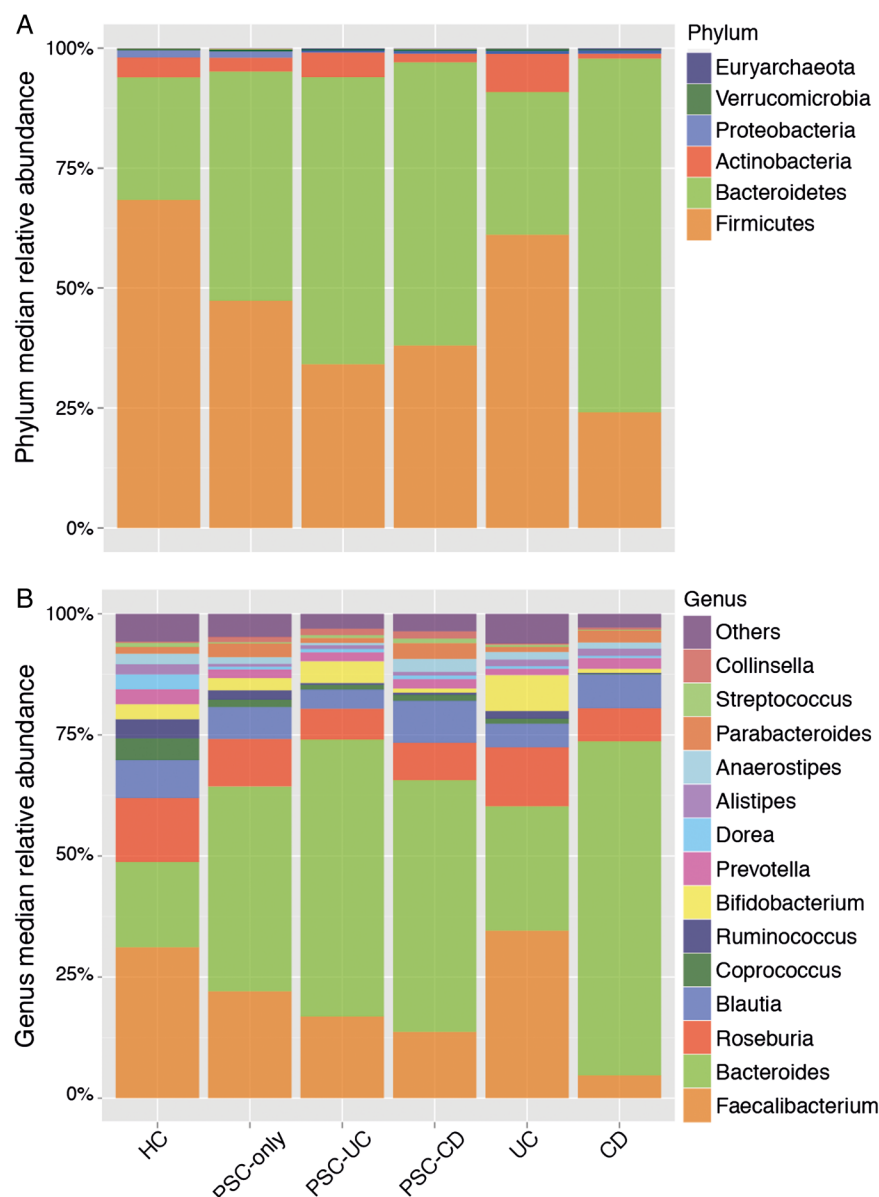 A
Phylum median relative abundance
100%
75%
50%
25%
0%
Phylum
Euryarchaeota
Verrucomicrobia
Proteobacteria
Actinobacteria
Bacteroidetes
Firmicutes
B
Genus median relative abundance
100%
75%
50%
25%
0%
HC
PSC-only
PSC-UC
PSC-CD
UC
CD
Genus
Others
Collinsella
Streptococcus
Parabacteroides
Anaerostipes
Alistipes
Dorea
Prevotella
Bifidobacterium
Ruminococcus
Coprococcus
Blautia
Roseburia
Bacteroides
Faecalibacterium